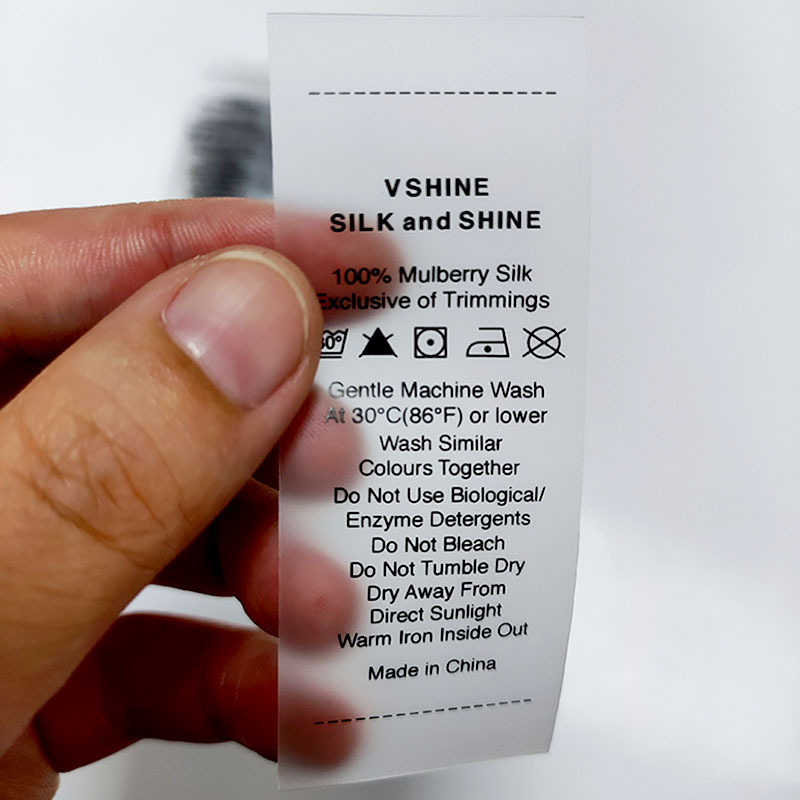 VSHINE
SILK and SHINE
100% Mulberry Silk
Exclusive of Trimmings
30°
Gentle Machine Wash
At 30°C(86°F) or lower
Wash Similar
Colours Together
Do Not Use Biological/
Enzyme Detergents
Do Not Bleach
Do Not Tumble Dry
Dry Away From
Direct Sunlight
Warm Iron Inside Out
Made in China